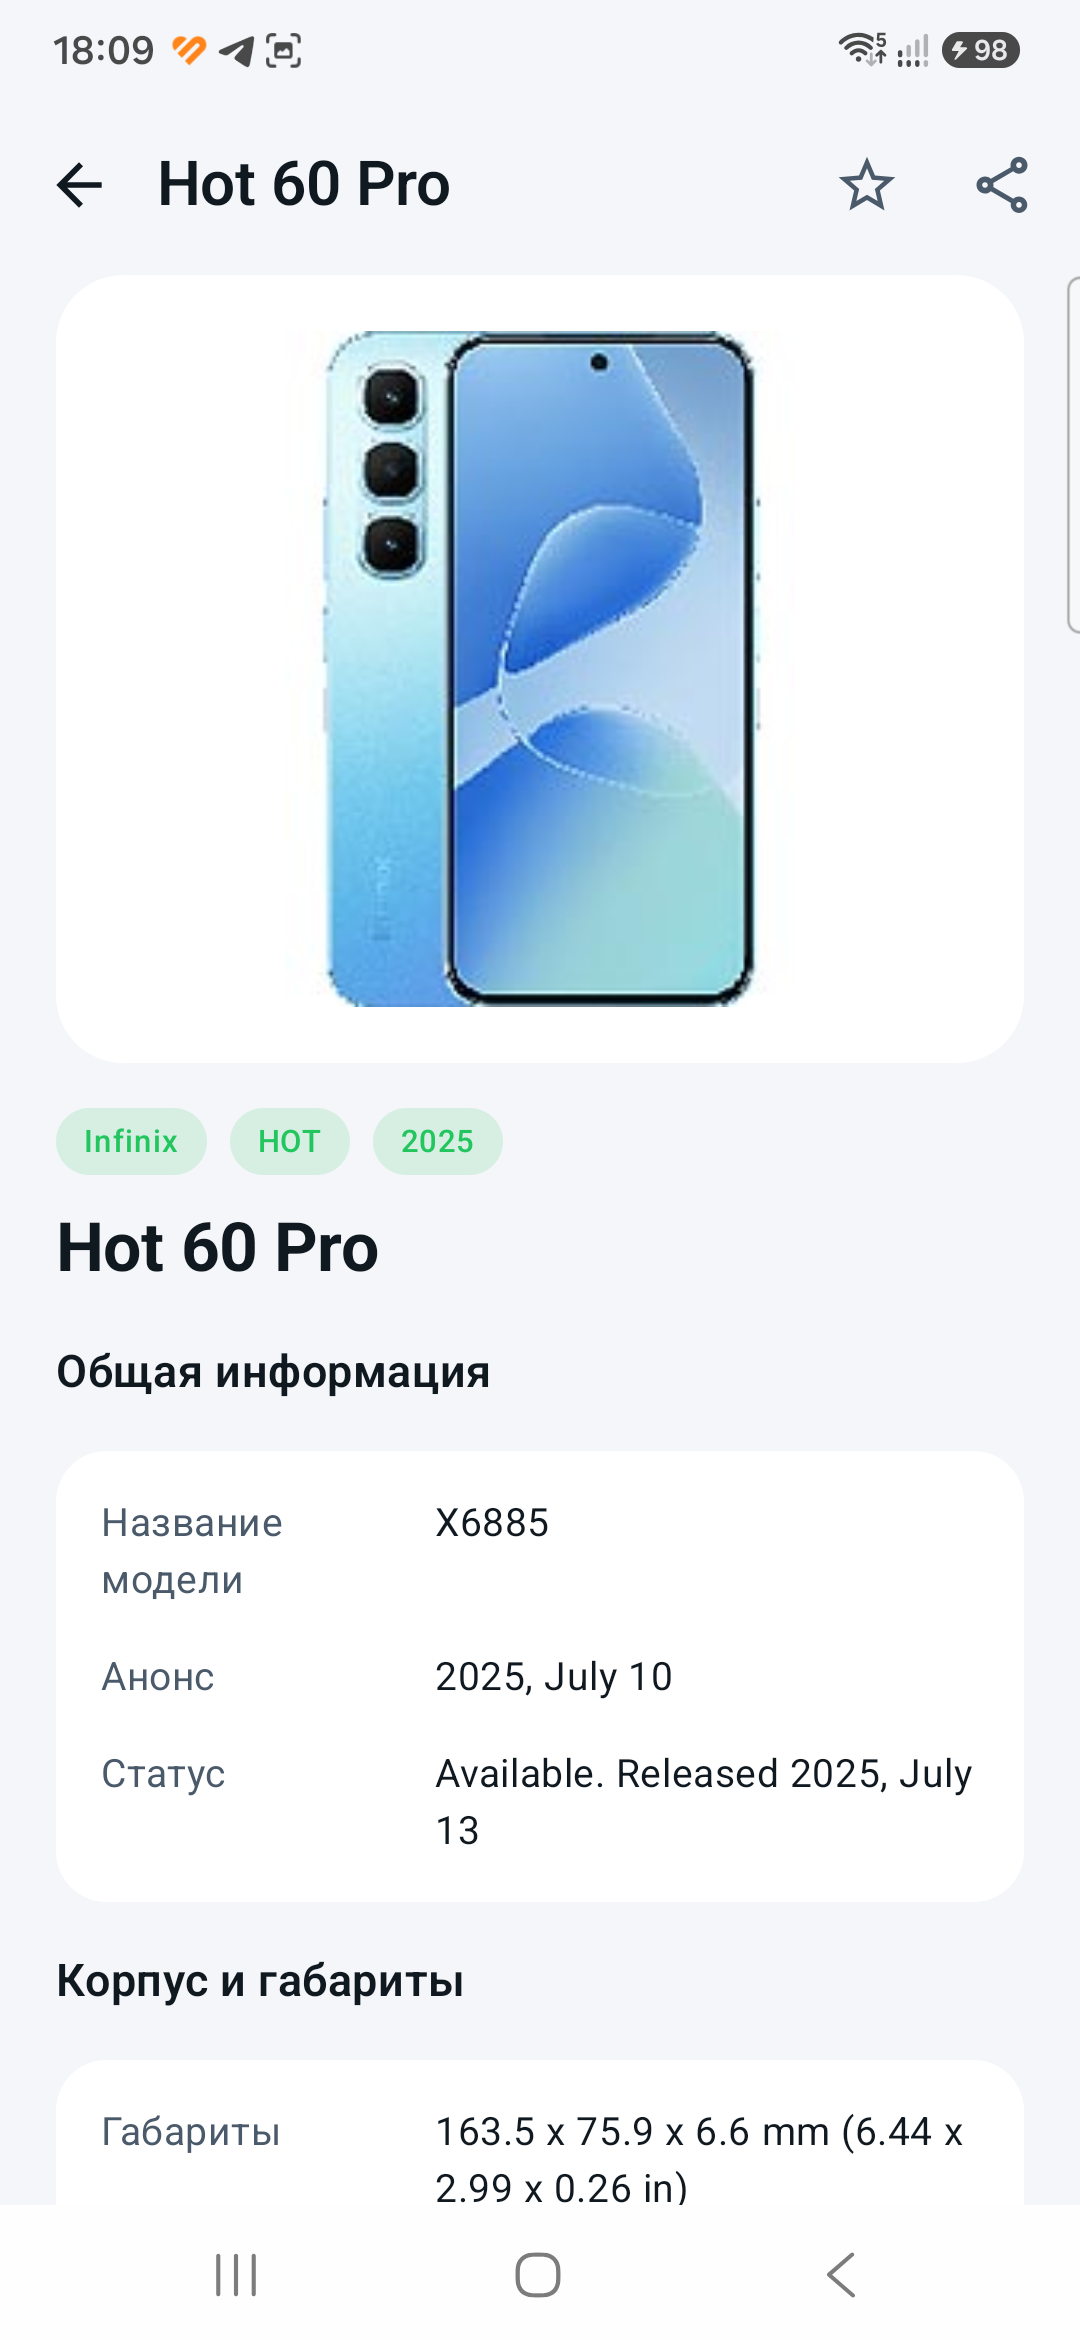 18:09
5
98
Hot 60 Pro
Infinix
Infinix HOT 2025
Hot 60 Pro
Общая информация
Название
модели
X6885
Анонс
2025, July 10
Статус
Available. Released 2025, July
13
Корпус и габариты
Габариты
163.5 x 75.9 x 6.6 mm (6.44 x
2.99 x 0.26 in)